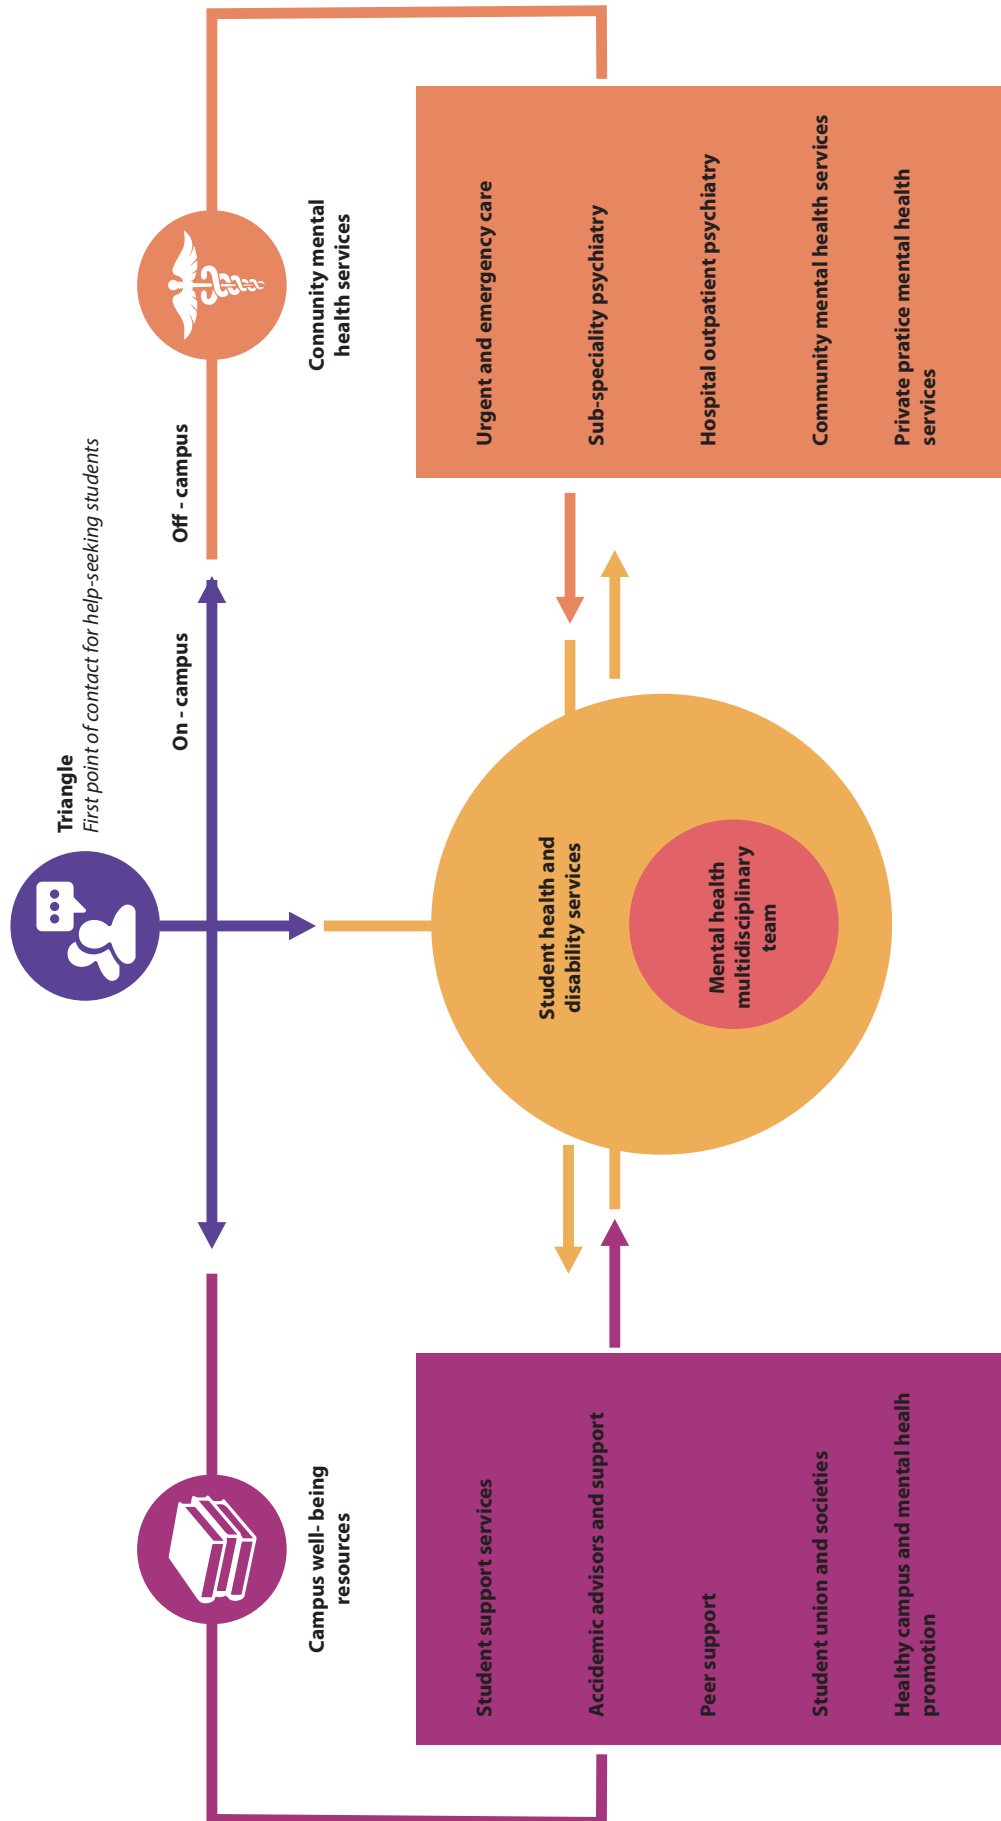 Triangle
First point of contact for help-seeking students
On - campus
Off - campus
Campus well- being
resources
Connunity mental
health services
Student support services
Accidemic advisors and support
Peer support
Student union and societies
Healthy campus and mental healh
promotion
Student health and
disability services
Mental health
multidisciplinary
team
Urgent and emergency care
Sub-speciality psychiatry
Hospital outpatient psychiatry
Community mental health services
Private pratice mental health
services